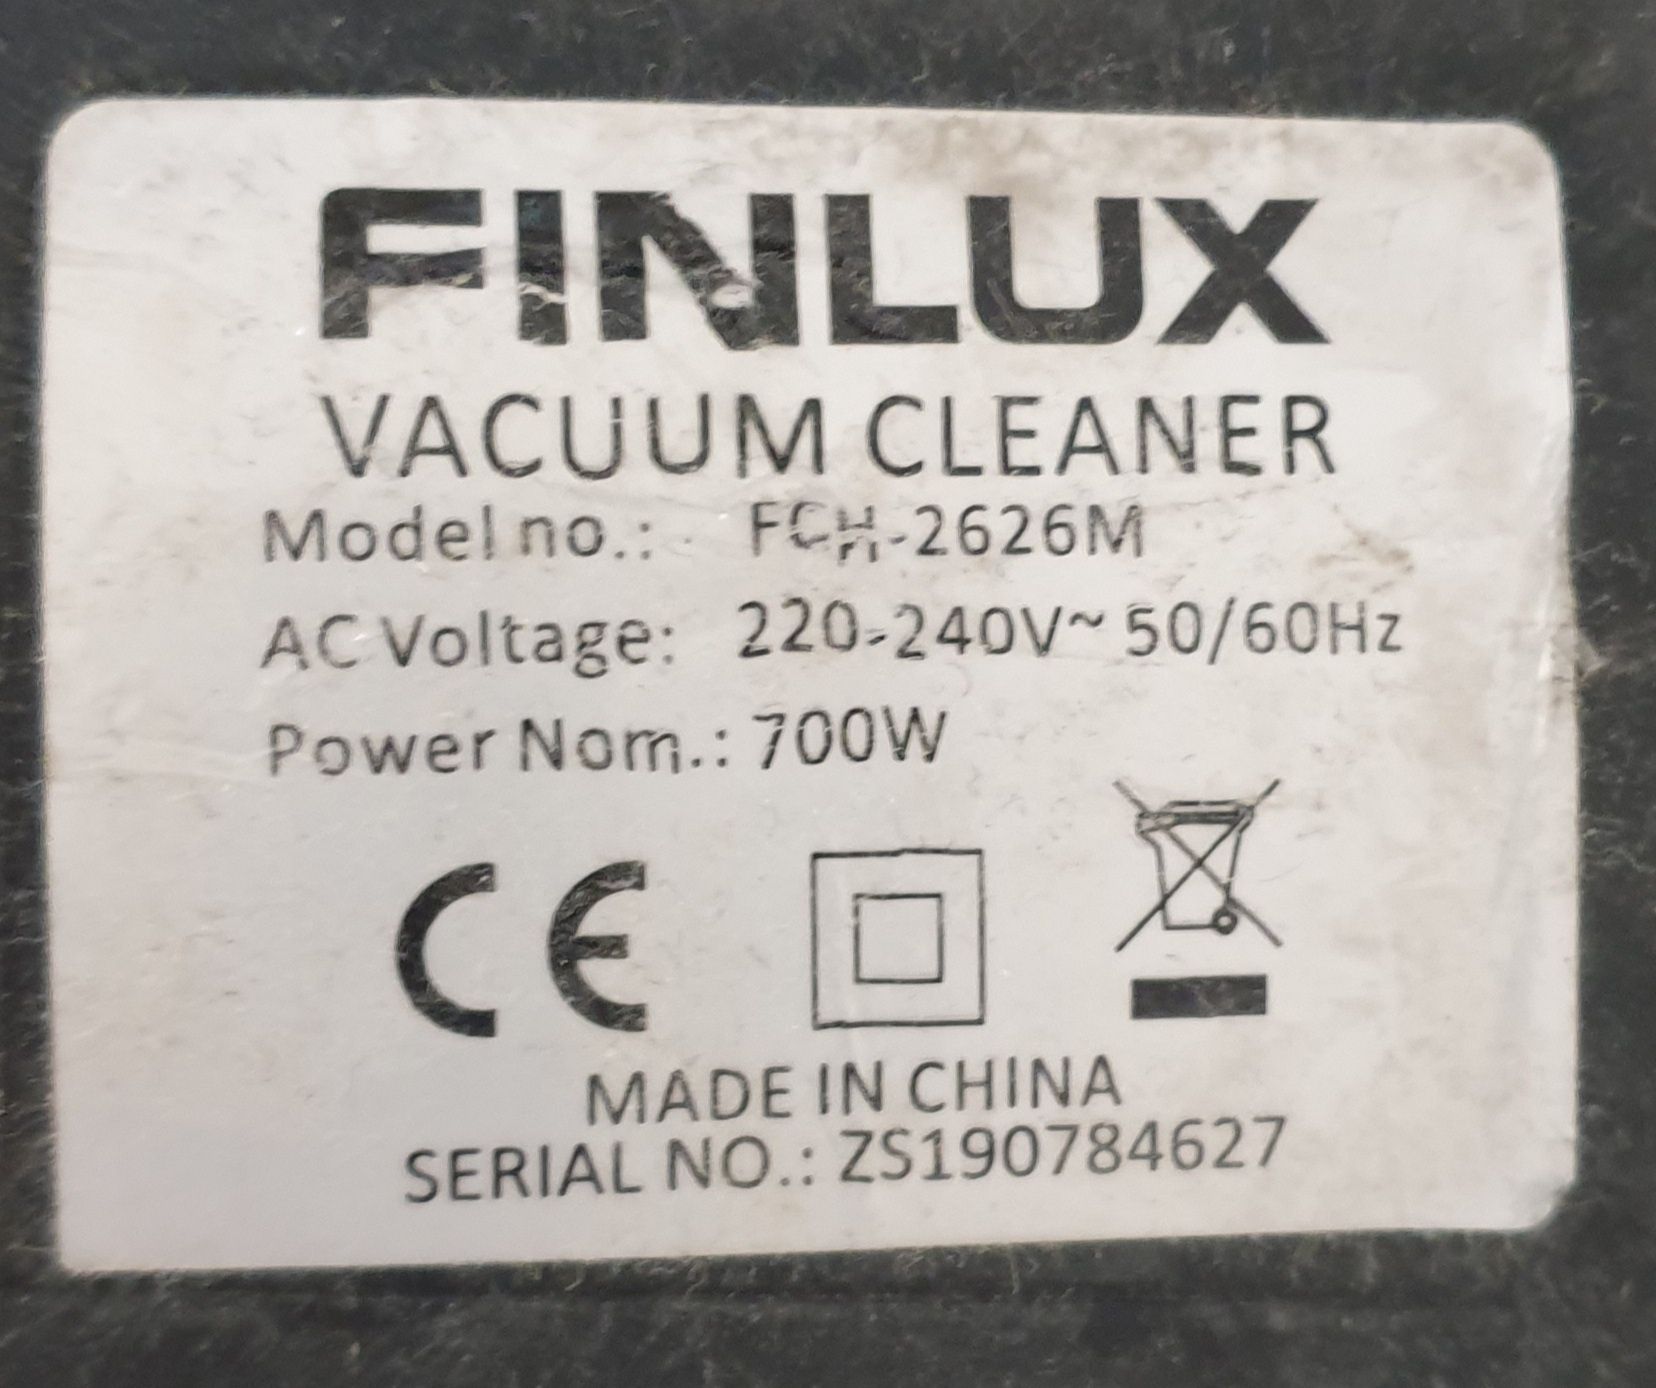 FINLUX
VACUUM CLEANER
Model no.: FCH-2626M
AC Voltage: 220-240V~ 50/60Hz
Power Nom.: 700W
CE
MADE IN CHINA
SERIAL NO.: ZS190784627